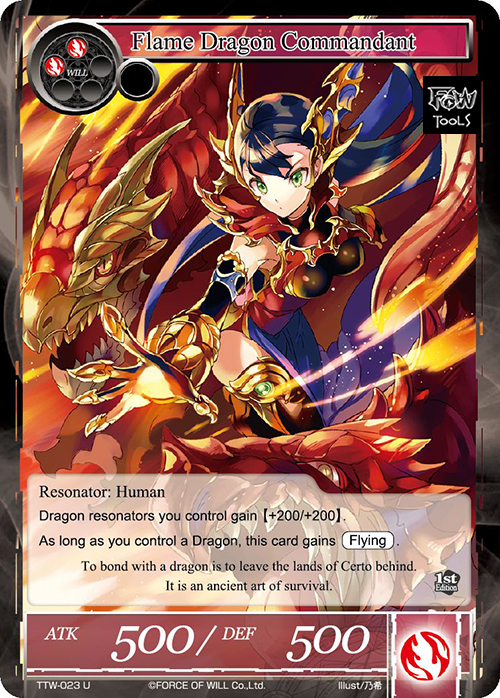 Flame Dragon Commandant
WILL
FOW
TOOLS
Resonator: Human
Dragon resonators you control gain 【+200/+200】.
As long as you control a Dragon, this card gains Flying .
To bond with a dragon is to leave the lands of Certo behind.
It is an ancient art of survival.
1st
Edition
ATK 500 / DEF 500
TTW-023 U ©FORCE OF WILL Co.,Ltd. Illust/乃希